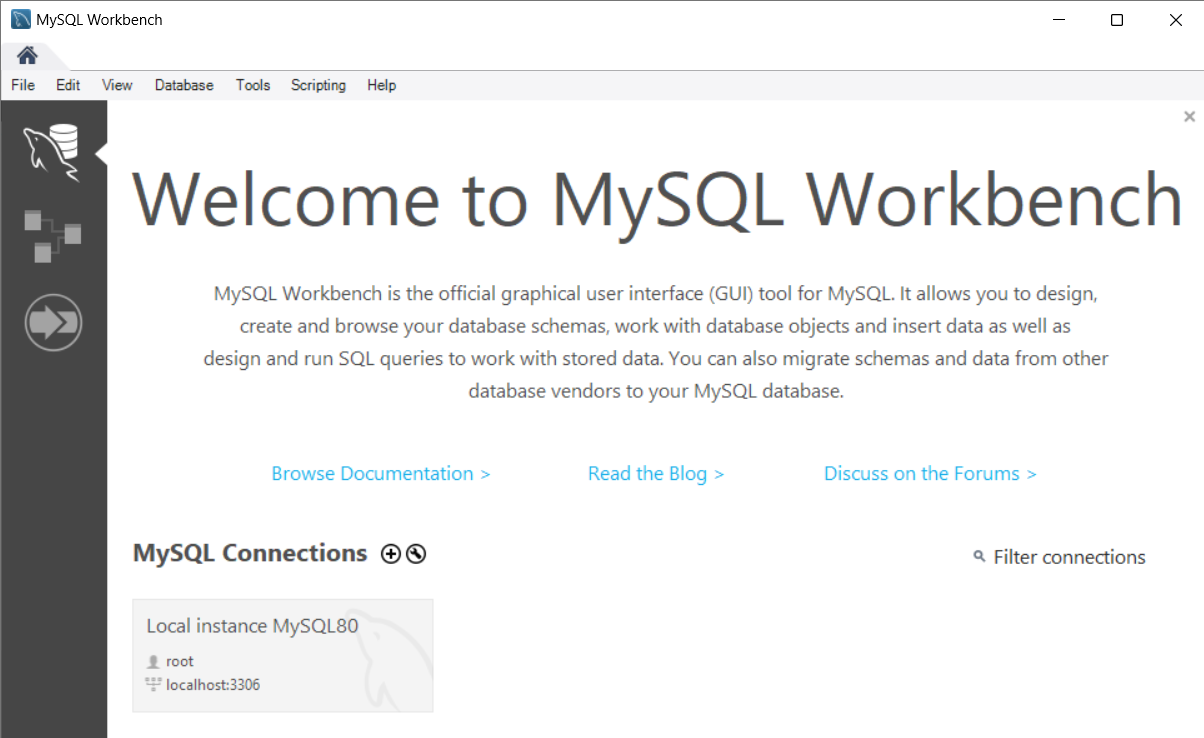 MySQL Workbench
File Edit View Database Tools Scripting Help
Welcome to MySQL Workbench
MySQL Workbench is the official graphical user interface (GUI) tool for MySQL. It allows you to design,
create and browse your database schemas, work with database objects and insert data as well as
design and run SQL queries to work with stored data. You can also migrate schemas and data from other
database vendors to your MySQL database.
Browse Documentation > Read the Blog > Discuss on the Forums >
MySQL Connections Filter connections
Local instance MySQL80
root
localhost:3306